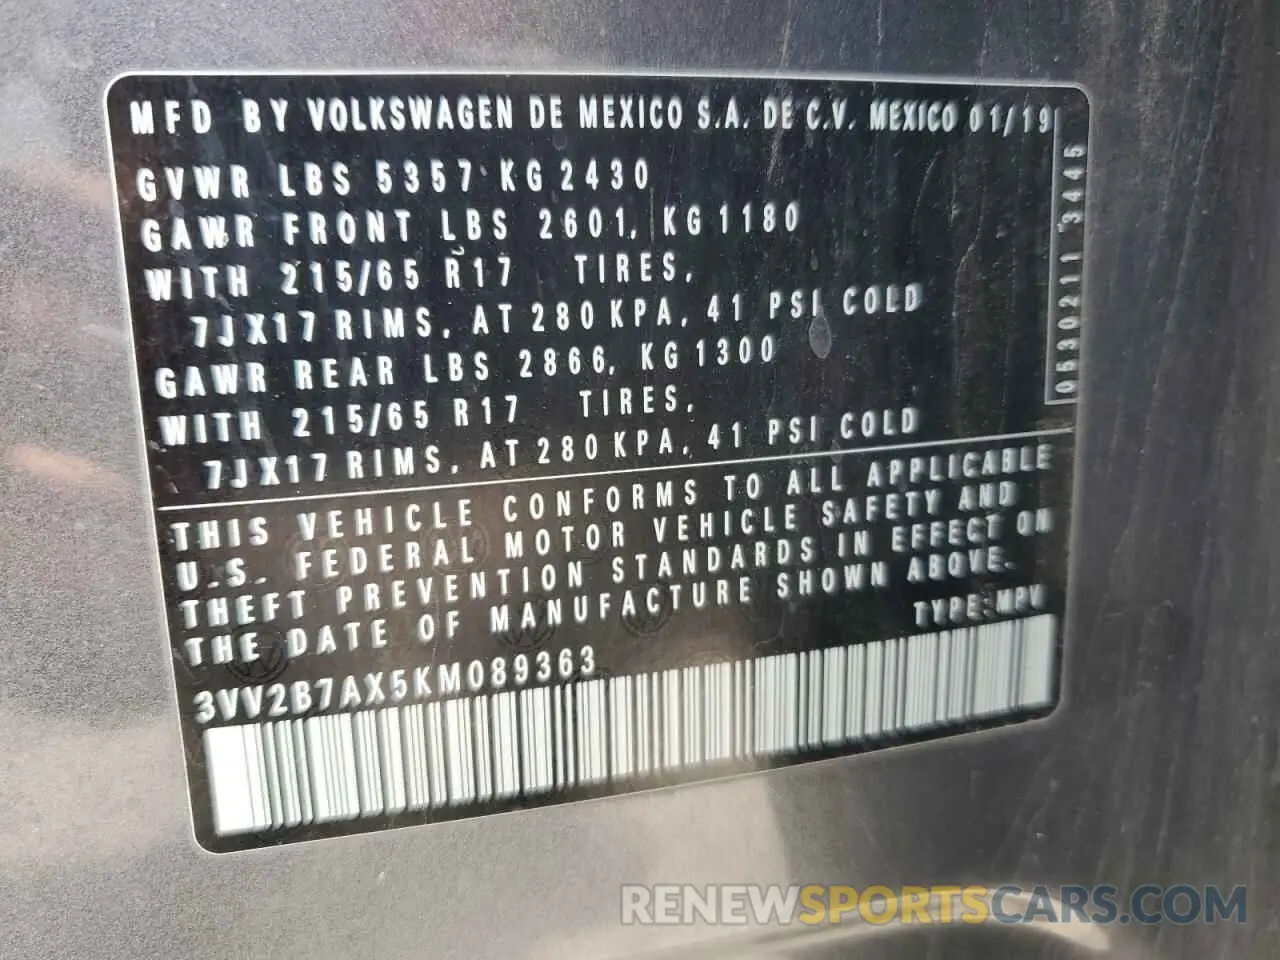 MFD BY VOLKSWAGEN DE MEXICO S.A. DE C.V. MEXICO 01/19
GVWR LBS 5357 KG 2430
GAWR FRONT LBS 2601, KG 1180
WITH 215/65 R17 TIRES,
7JX17 RIMS, AT 280 KPA, 41 PSI COLD
GAWR REAR LBS 2866, KG 1300
WITH 215/65 R17 TIRES,
7JX17 RIMS, AT 280 KPA, 41 PSI COLD
0530211 3445
THIS VEHICLE CONFORMS TO ALL APPLICABLE
U.S. FEDERAL MOTOR VEHICLE SAFETY AND
THEFT PREVENTION STANDARDS IN EFFECT ON
THE DATE OF MANUFACTURE SHOWN ABOVE.
TYPE:MPV
3VV2B7AX5KM089363
RENEWSPORTSCARS.COM